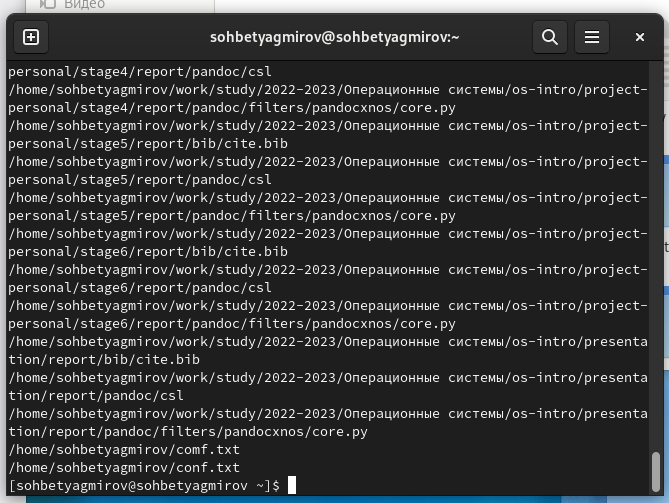 Видео
sohbetyagmirov@sohbetyagmirov:~
personal/stage4/report/pandoc/csl
/home/sohbetyagmirov/work/study/2022-2023/Операционные системы/os-intro/project-
personal/stage4/report/pandoc/filters/pandocxnos/core.py
/home/sohbetyagmirov/work/study/2022-2023/Операционные системы/os-intro/project-
personal/stage5/report/bib/cite.bib
/home/sohbetyagmirov/work/study/2022-2023/Операционные системы/os-intro/project-
personal/stage5/report/pandoc/csl
/home/sohbetyagmirov/work/study/2022-2023/Операционные системы/os-intro/project-
personal/stage5/report/pandoc/filters/pandocxnos/core.py
/home/sohbetyagmirov/work/study/2022-2023/Операционные системы/os-intro/project-
personal/stage6/report/bib/cite.bib
/home/sohbetyagmirov/work/study/2022-2023/Операционные системы/os-intro/project-
personal/stage6/report/pandoc/csl
/home/sohbetyagmirov/work/study/2022-2023/Операционные системы/os-intro/project-
personal/stage6/report/pandoc/filters/pandocxnos/core.py
/home/sohbetyagmirov/work/study/2022-2023/Операционные системы/os-intro/presenta
tion/report/bib/cite.bib
/home/sohbetyagmirov/work/study/2022-2023/Операционные системы/os-intro/presenta
tion/report/pandoc/csl
/home/sohbetyagmirov/work/study/2022-2023/Операционные системы/os-intro/presenta
tion/report/pandoc/filters/pandocxnos/core.py
/home/sohbetyagmirov/comf.txt
/home/sohbetyagmirov/conf.txt
[sohbetyagmirov@sohbetyagmirov ~]$